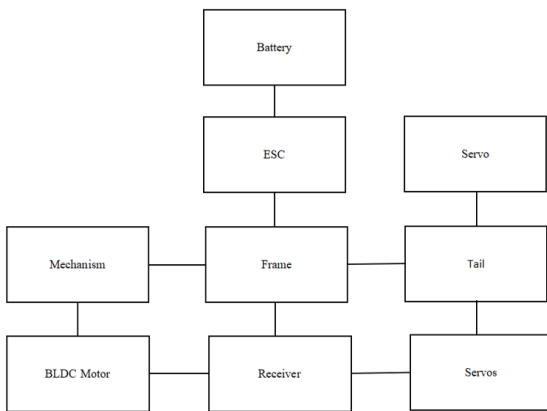 Battery
ESC
Servo
Mechanism
Frame
Tail
BLDC Motor
Receiver
Servos